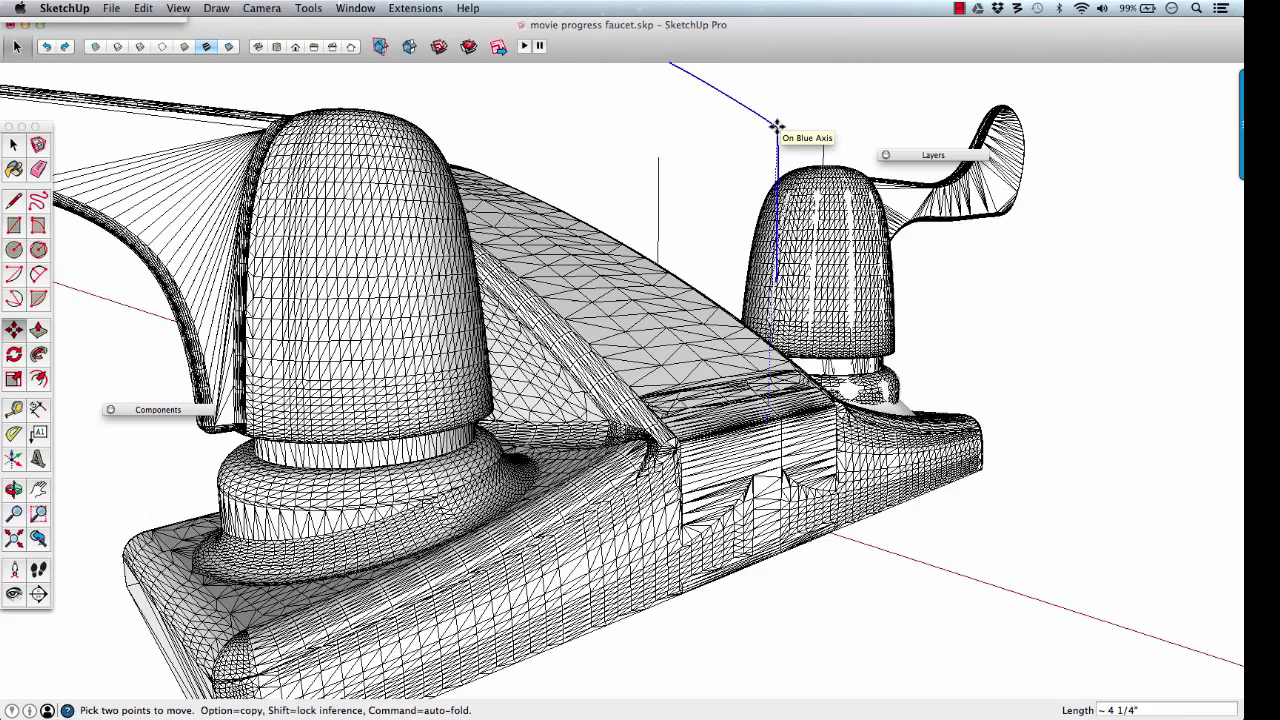 SketchUp File Edit View Draw Camera Tools Window Extensions Help 99%
movie progress faucet.skp - SketchUp Pro
On Blue Axis
Layers
Components
A1
Pick two points to move. Option=copy, Shift=lock inference, Command=auto-fold. Length ~ 4 1/4"